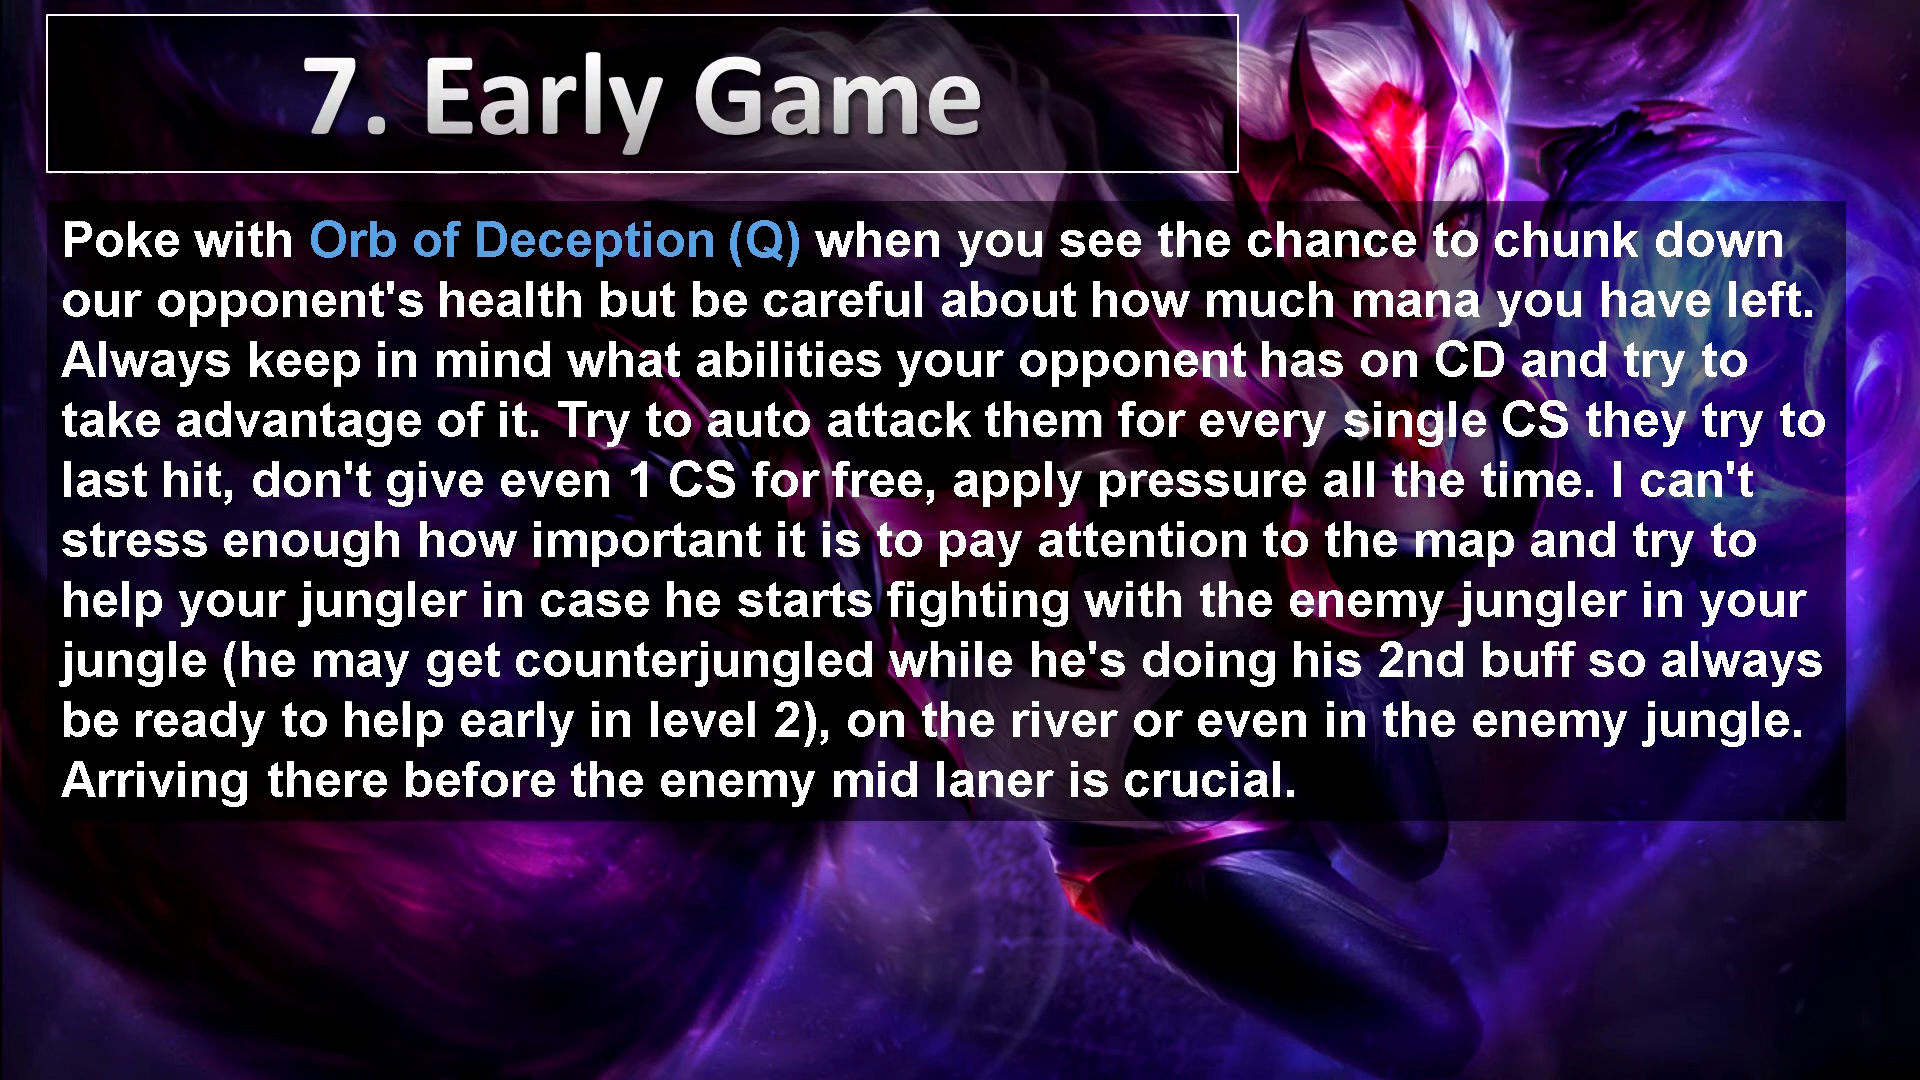 7. Early Game
Poke with Orb of Deception (Q) when you see the chance to chunk down
our opponent's health but be careful about how much mana you have left.
Always keep in mind what abilities your opponent has on CD and try to
take advantage of it. Try to auto attack them for every single CS they try to
last hit, don't give even 1 CS for free, apply pressure all the time. I can't
stress enough how important it is to pay attention to the map and try to
help your jungler in case he starts fighting with the enemy jungler in your
jungle (he may get counterjungled while he's doing his 2nd buff so always
be ready to help early in level 2), on the river or even in the enemy jungle.
Arriving there before the enemy mid laner is crucial.